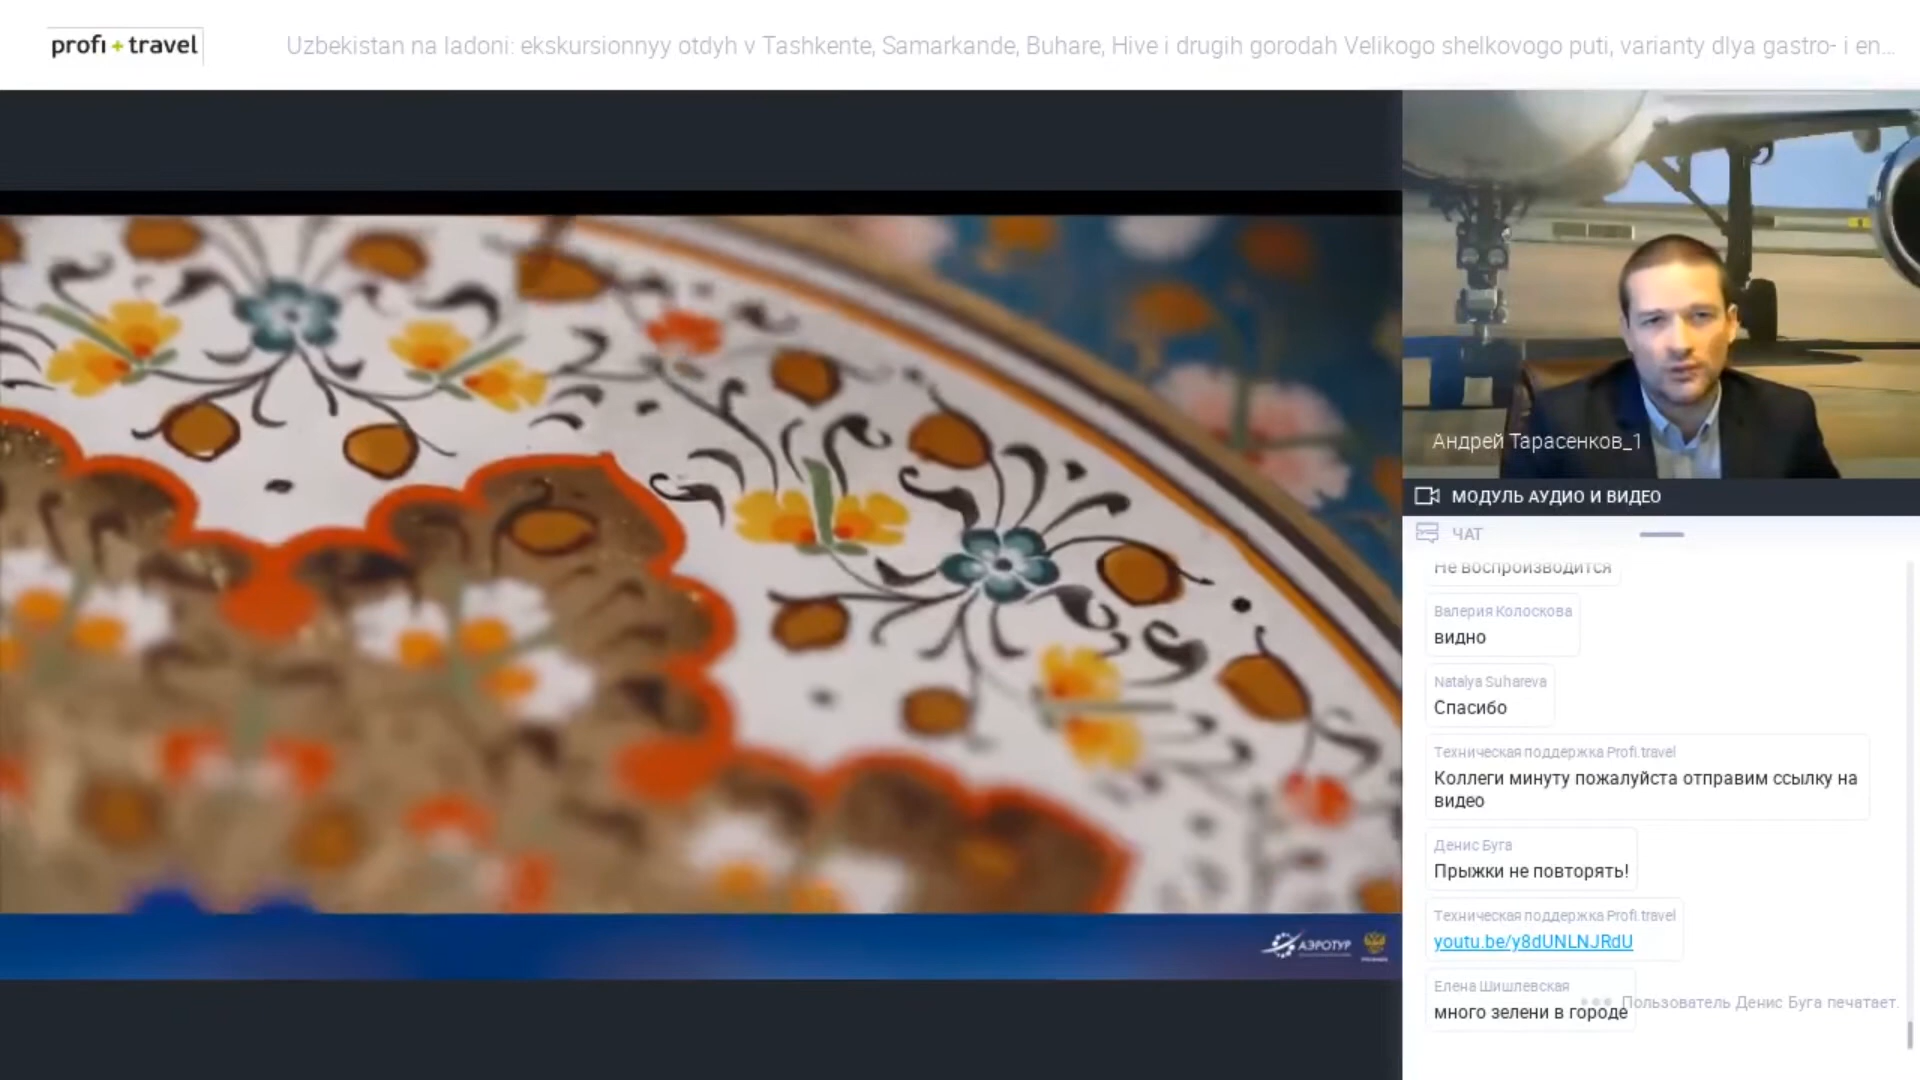 profi + travel
Uzbekistan na ladoni: ekskursionnyy otdyh v Tashkente, Samarkande, Buhare, Hive i drugih gorodah Velikogo shelkovogo puti, varianty dlya gastro- i en...
Андрей Тарасенков_1
МОДУЛЬ АУДИО И ВИДЕО
ЧАТ
Не воспроизводится
Валерия Колоскова
видно
Natalya Suhareva
Спасибо
Техническая поддержка Profi.travel
Коллеги минуту пожалуйста отправим ссылку на
видео
Денис Буга
Прыжки не повторять!
Техническая поддержка Profi.travel
youtu.be/y8dUNLNJRdU
Елена Шишлевская
много зелени в городе
Пользователь Денис Буга печатает.
АЭРОТУР